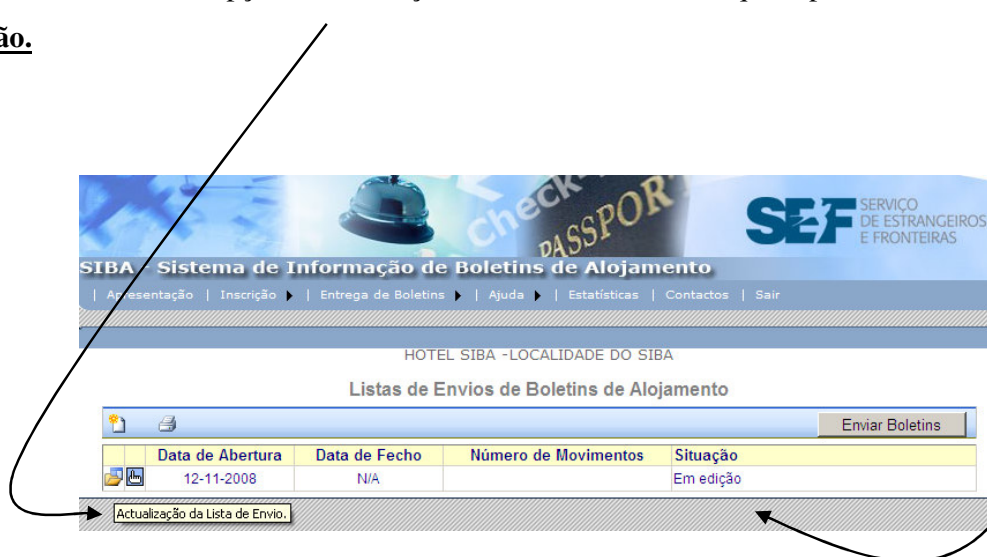 ão.
Check-
PASSPOR
SEF SERVIÇO
DE ESTRANGEIROS
E FRONTEIRAS
SIBA - Sistema de Informação de Boletins de Alojamento
| Apresentação | Inscrição | Entrega de Boletins | Ajuda | Estatísticas | Contactos | Sair
HOTEL SIBA -LOCALIDADE DO SIBA
Listas de Envios de Boletins de Alojamento
Enviar Boletins
Data de Abertura Data de Fecho Número de Movimentos Situação
12-11-2008 N/A Em edição
Actualização da Lista de Envio.